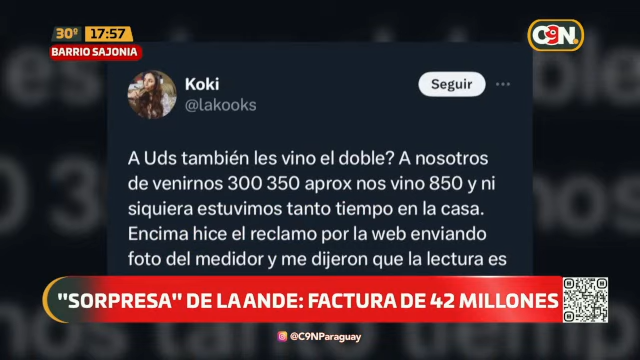 30º
17:57
BARRIO SAJONIA
C9N
Koki
@lakooks
Seguir
A Uds también les vino el doble? A nosotros
de venirnos 300 350 aprox nos vino 850 y ni
siquiera estuvimos tanto tiempo en la casa.
Encima hice el reclamo por la web enviando
foto del medidor y me dijeron que la lectura es
"SORPRESA" DE LA ANDE: FACTURA DE 42 MILLONES
@C9NParaguay